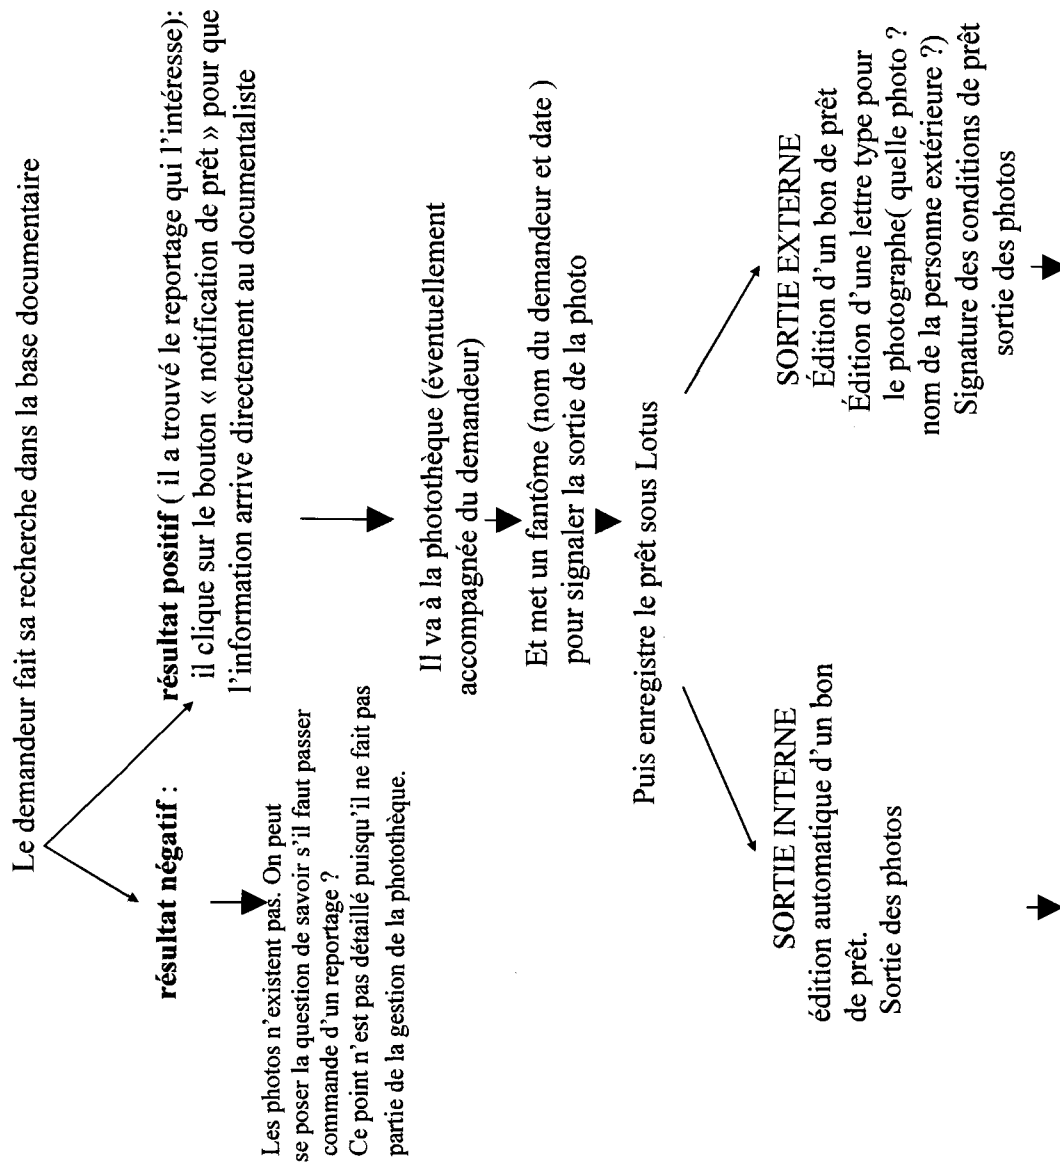 Le demandeur fait sa recherche dans la base documentaire
résultat négatif :
Les photos n’existent pas. On peut
se poser la question de savoir s’il faut passer
commande d’un reportage ?
Ce point n’est pas détaillé puisqu’il ne fait pas
partie de la gestion de la photothèque.
résultat positif ( il a trouvé le reportage qui l’intéresse):
il clique sur le bouton « notification de prêt » pour que
l’information arrive directement au documentaliste
Il va à la photothèque (éventuellement
accompagnée du demandeur)
Et met un fantôme (nom du demandeur et date )
pour signaler la sortie de la photo
Puis enregistre le prêt sous Lotus
SORTIE INTERNE
édition automatique d’un bon
de prêt.
Sortie des photos
SORTIE EXTERNE
Édition d’un bon de prêt
Édition d’une lettre type pour
le photographe( quelle photo ?
nom de la personne extérieure ?)
Signature des conditions de prêt
sortie des photos